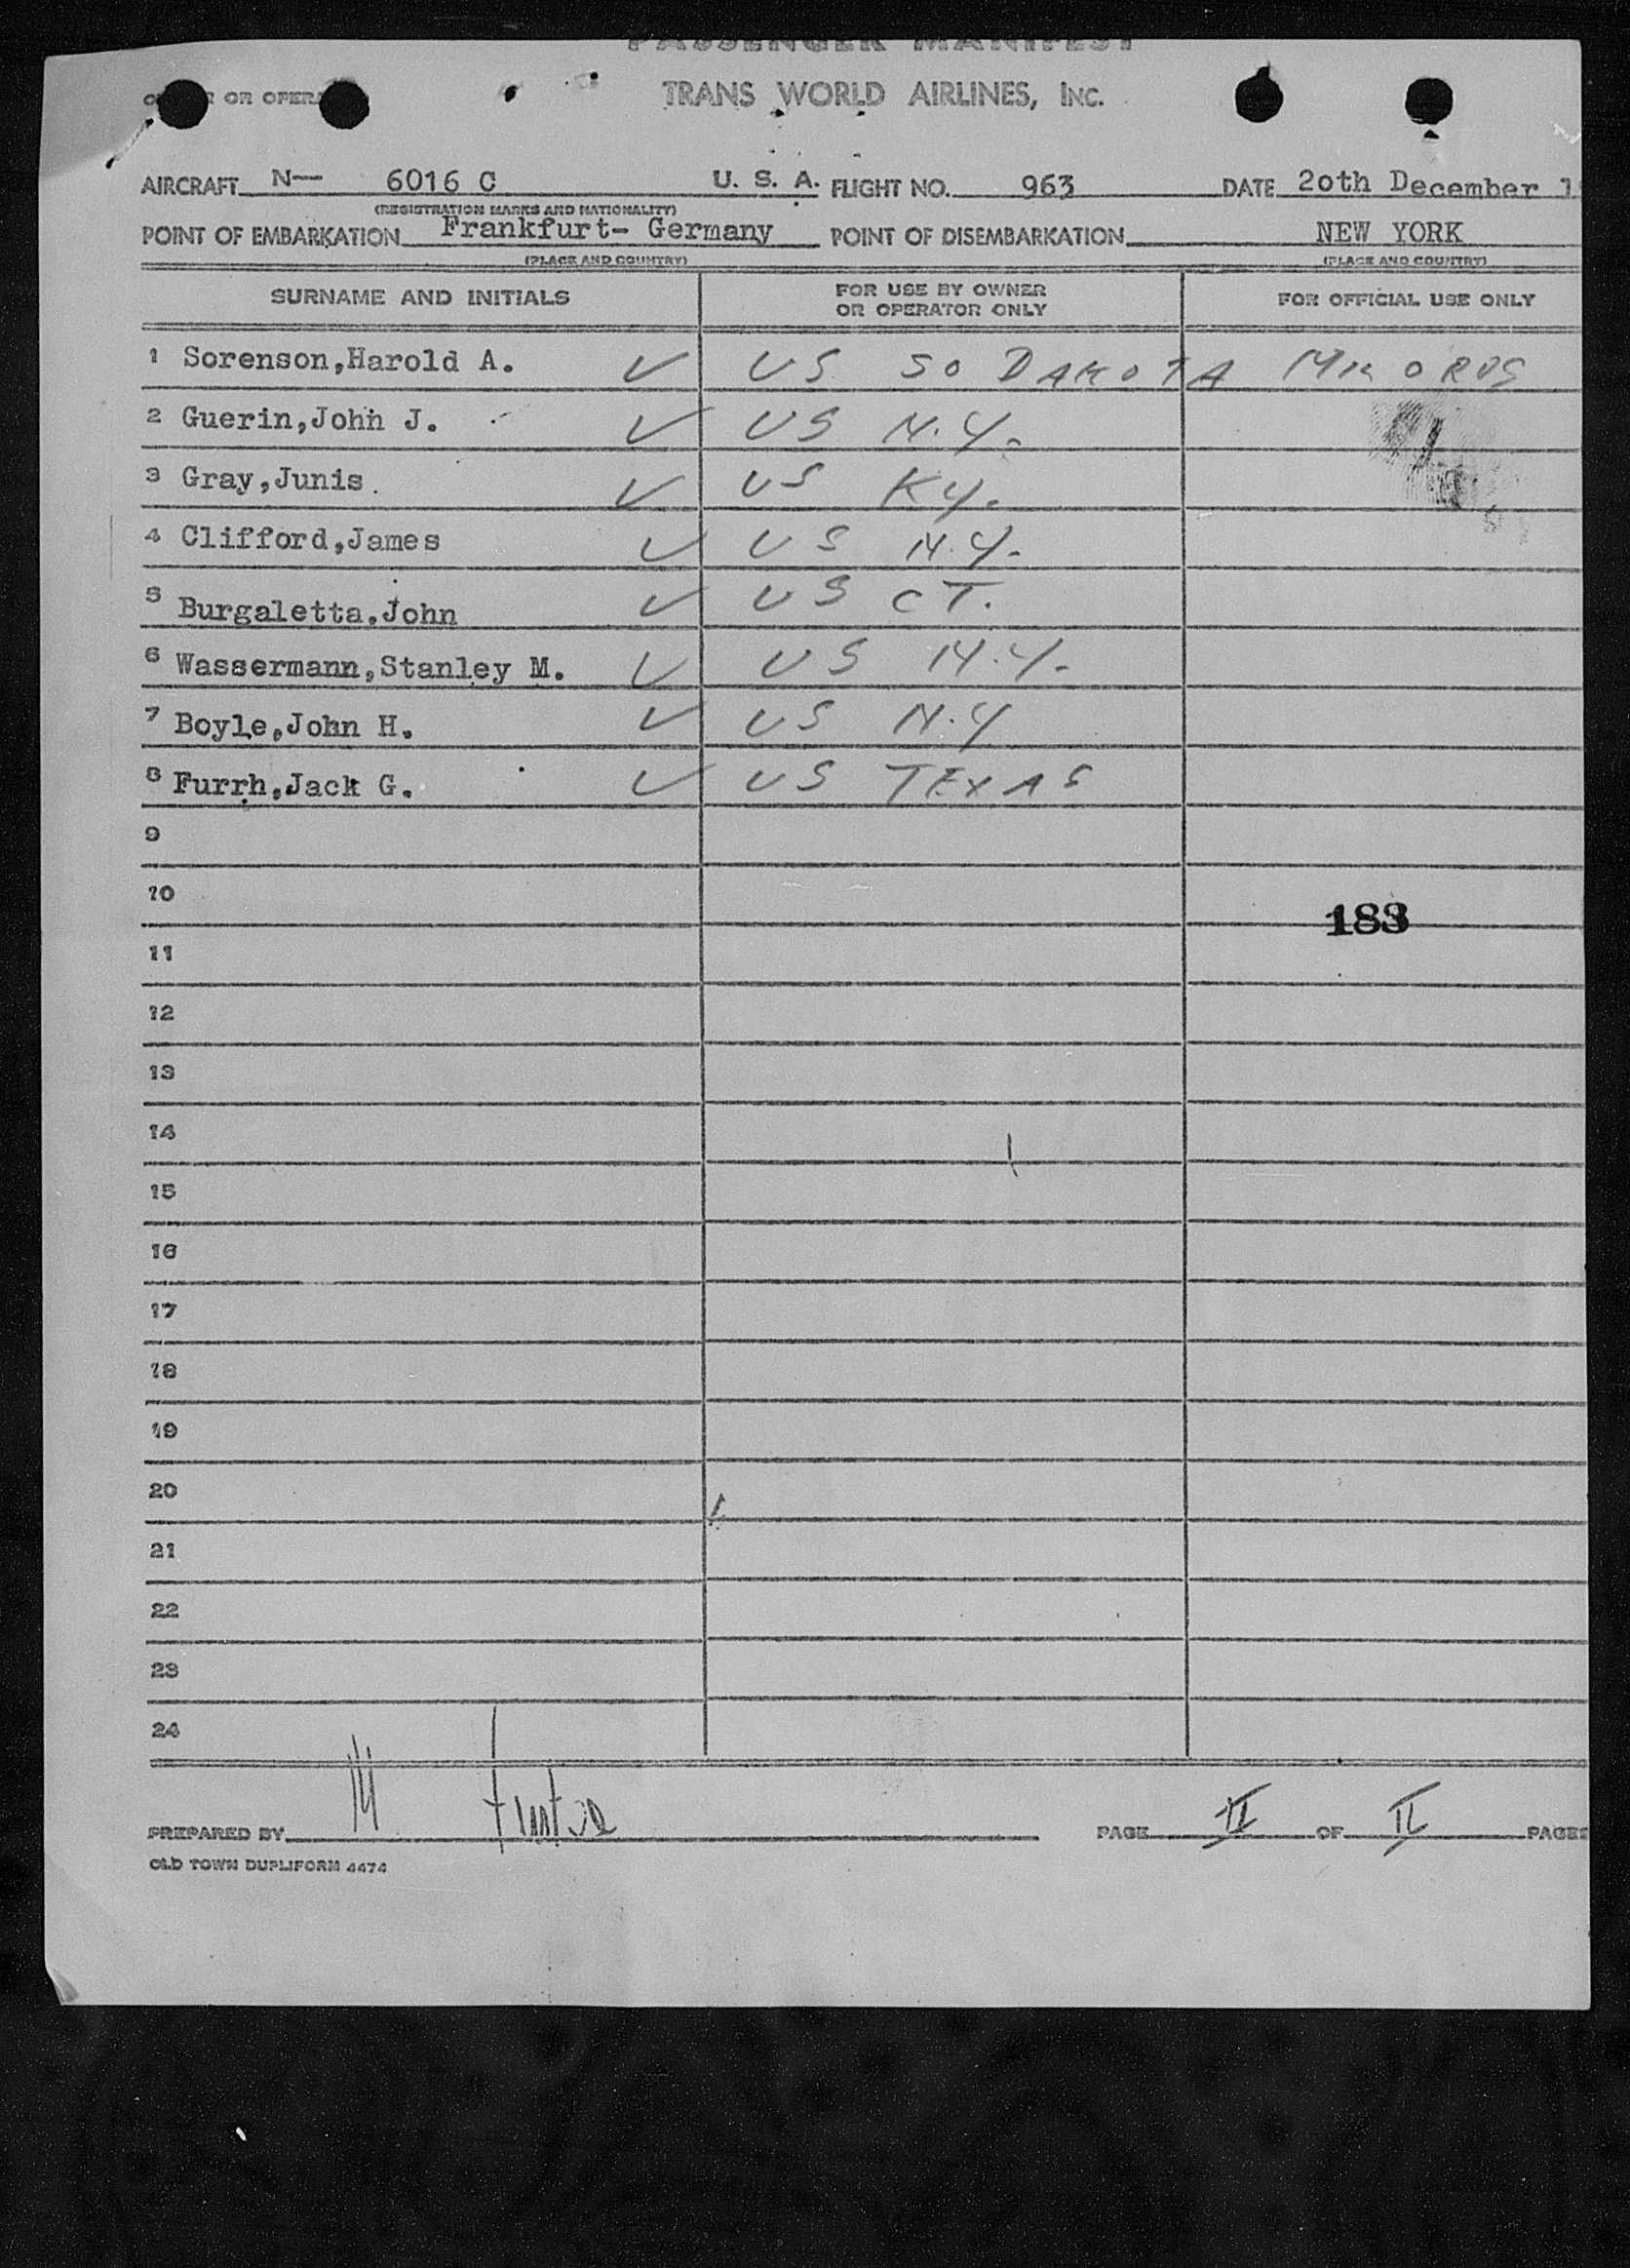 PASSENGER MANIFEST
OR OPERA
TRANS WORLD AIRLINES, INC.
AIRCRAFT N— 6016 C U. S. A. FLIGHT NO. 963 DATE 20th December 1
(REGISTRATION MARKS AND NATIONALITY)
POINT OF EMBARKATION Frankfurt- Germany POINT OF DISEMBARKATION NEW YORK
(PLACE AND COUNTRY) (PLACE AND COUNTRY)
SURNAME AND INITIALS FOR USE BY OWNER OR OPERATOR ONLY FOR OFFICIAL USE ONLY
1 Sorenson,Harold A. ✓ US SO DAKOTA
2 Guerin,John J. ✓ US N.Y.
3 Gray,Junis. ✓ US KY.
4 Clifford,James ✓ US N.Y.
5 Burgaletta,John ✓ US CT.
6 Wassermann,Stanley M. ✓ US N.Y.
7 Boyle,John H. ✓ US N.Y
8 Furrh,Jack G. ✓ US TEXAS
9
10
183
11
12
13
14
15
16
17
18
19
20
21
22
23
24
PREPARED BY PAGE II OF II PAGES
OLD TOWN DUPLIFORM 4474